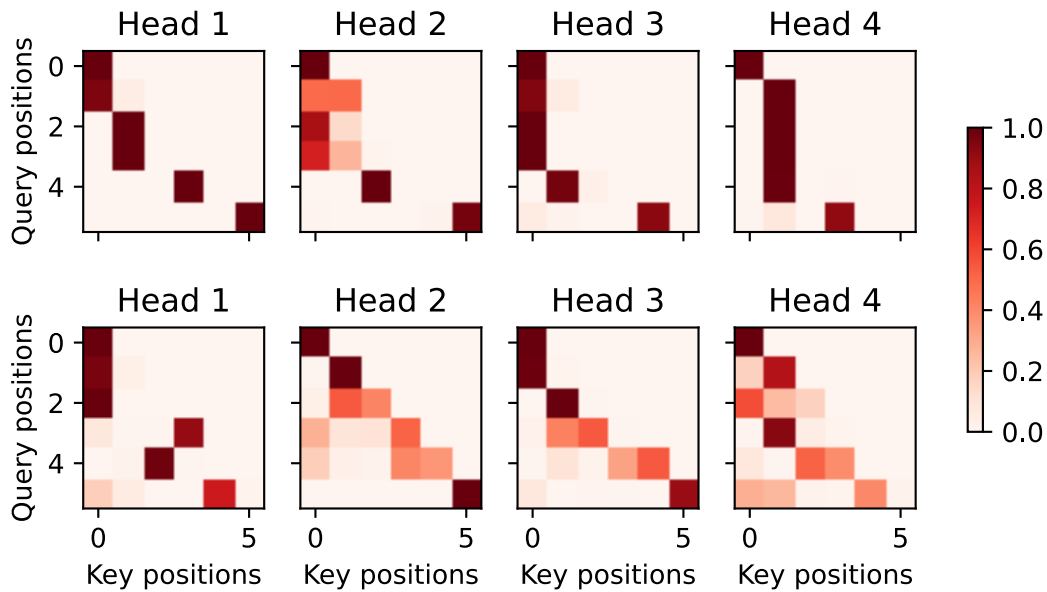 Head 1 Head 2 Head 3 Head 4
Query positions
0
2
4
1.0
0.8
0.6
0.4
0.2
0.0
Head 1 Head 2 Head 3 Head 4
Query positions
0
2
4
0 5 0 5 0 5 0 5
Key positions Key positions Key positions Key positions